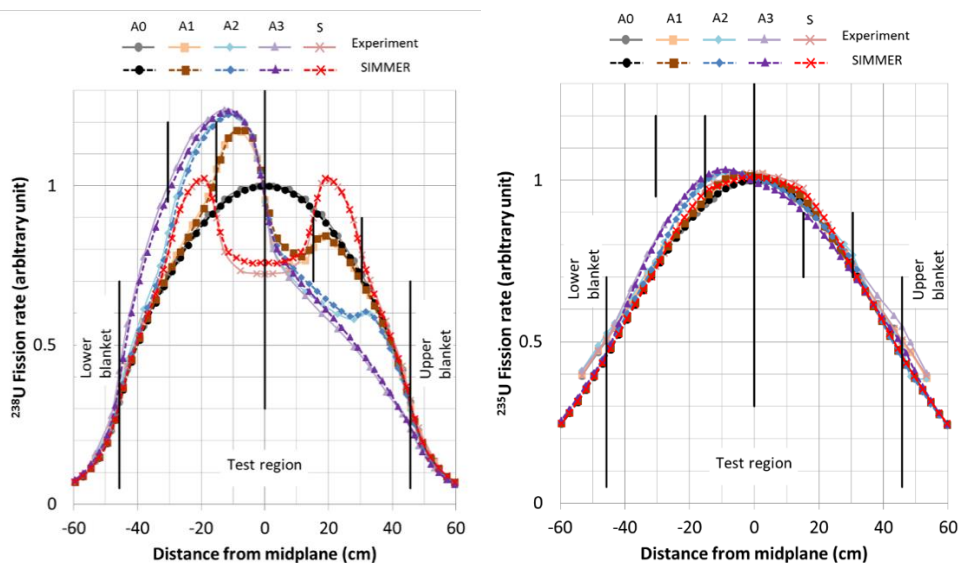 A0 A1 A2 A3 S
Experiment
SIMMER
²³⁸U Fission rate (arbitrary unit)
1
0.5
0
Lower
blanket
Test region
Upper
blanket
-60 -40 -20 0 20 40 60
Distance from midplane (cm)
A0 A1 A2 A3 S
Experiment
SIMMER
²³⁵U Fission rate (arbitrary unit)
1
0.5
0
Lower
blanket
Test region
Upper
blanket
-60 -40 -20 0 20 40 60
Distance from midplane (cm)